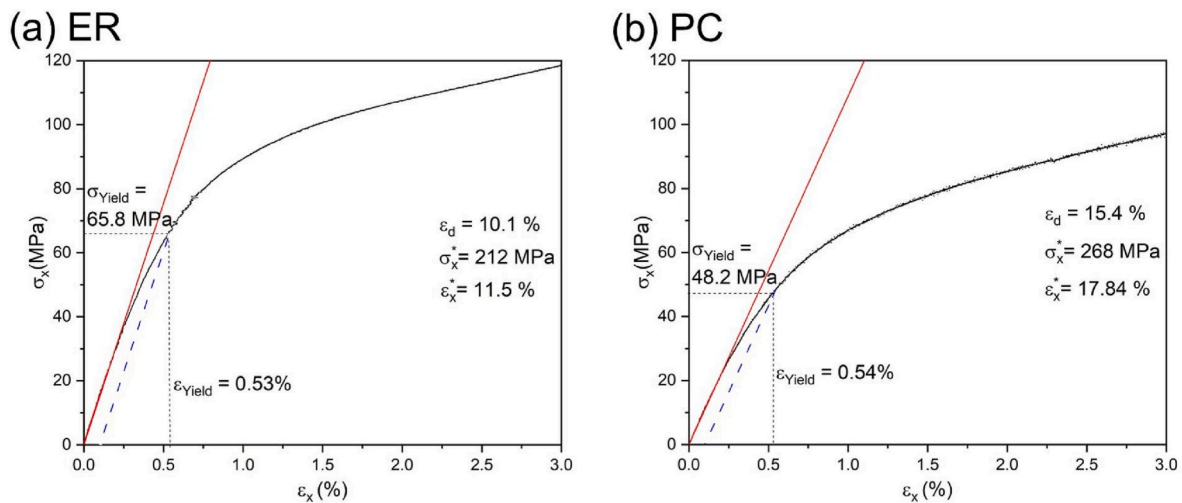 (a) ER
120
100
80
60
40
20
0
σx(MPa)
σYield =
65.8 MPa
εd = 10.1 %
σx*= 212 MPa
εx*= 11.5 %
εYield = 0.53%
0.0 0.5 1.0 1.5 2.0 2.5 3.0
εx(%)
(b) PC
120
100
80
60
40
20
0
σx(MPa)
σYield =
48.2 MPa
εd = 15.4 %
σx*= 268 MPa
εx*= 17.84 %
εYield = 0.54%
0.0 0.5 1.0 1.5 2.0 2.5 3.0
εx(%)